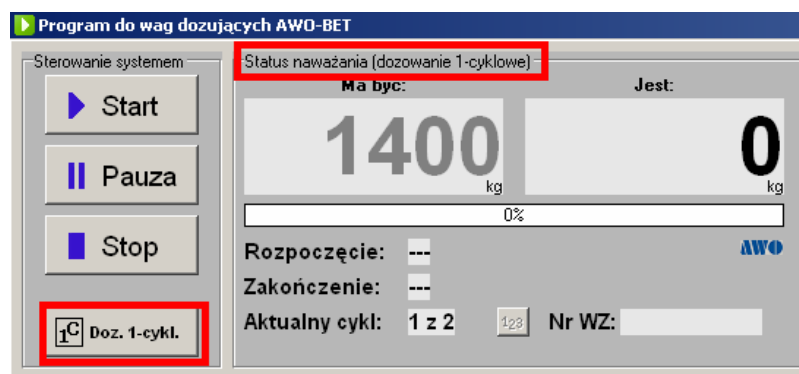 Program do wag dozujących AWO-BET
Sterowanie systemem
Start
Pauza
Stop
1C Doz. 1-cykl.
Status naważania (dozowanie 1-cyklowe)
Ma być: Jest:
1400 kg 0 kg
0%
Rozpoczęcie: ---
AWO
Zakończenie: ---
Aktualny cykl: 1 z 2 123 Nr WZ: